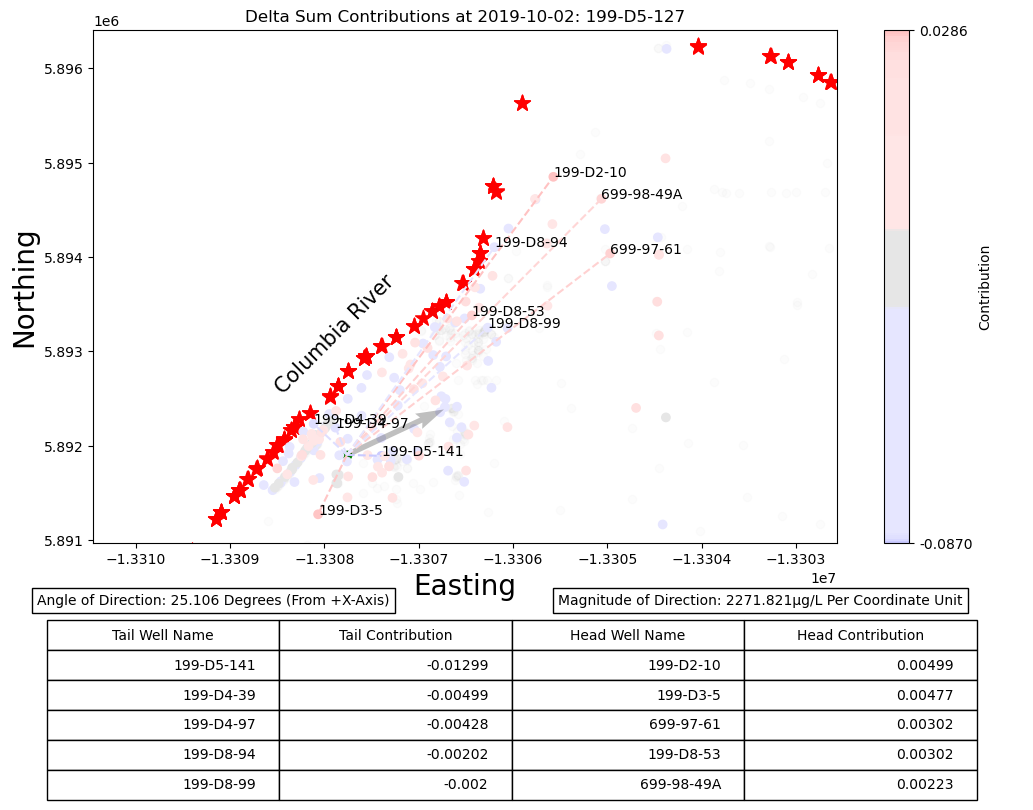 Delta Sum Contributions at 2019-10-02: 199-D5-127
1e6
0.0286
5.896
5.895
5.894
5.893
5.892
5.891
Northing
199-D2-10
699-98-49A
199-D8-94
699-97-61
199-D8-53
199-D8-99
Columbia River
199-D4-39
199-D4-97
199-D5-141
199-D3-5
Contribution
-0.0870
−1.3310 −1.3309 −1.3308 −1.3307 −1.3306 −1.3305 −1.3304 −1.3303
1e7
Easting
Angle of Direction: 25.106 Degrees (From +X-Axis)
Magnitude of Direction: 2271.821μg/L Per Coordinate Unit
Tail Well Name Tail Contribution Head Well Name Head Contribution
199-D5-141 -0.01299 199-D2-10 0.00499
199-D4-39 -0.00499 199-D3-5 0.00477
199-D4-97 -0.00428 699-97-61 0.00302
199-D8-94 -0.00202 199-D8-53 0.00302
199-D8-99 -0.002 699-98-49A 0.00223